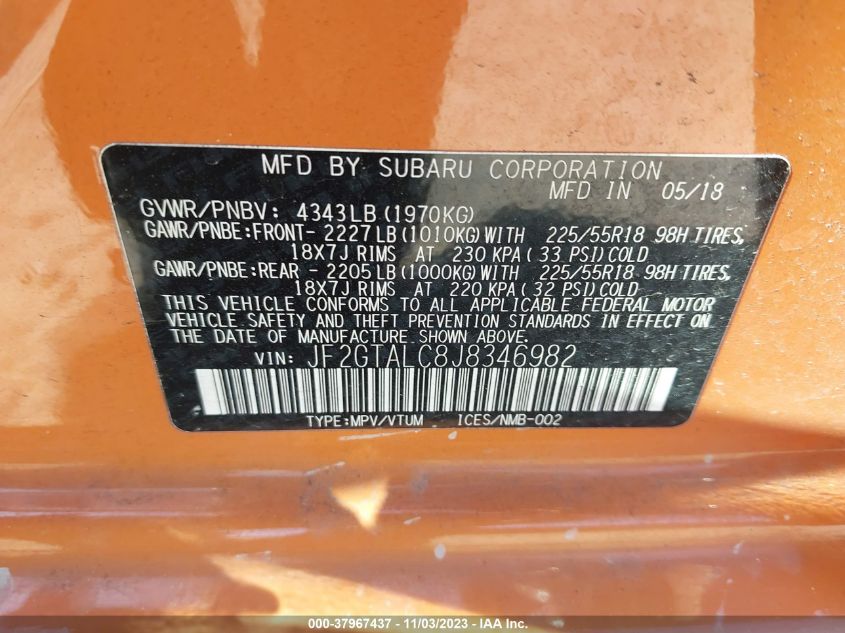 MFD BY SUBARU CORPORATION
MFD IN 05/18
GVWR/PNBV: 4343LB(1970KG)
GAWR/PNBE:FRONT- 2227LB(1010KG)WITH 225/55R18 98H TIRES,
18X7J RIMS AT 230 KPA( 33 PSI)COLD
GAWR/PNBE:REAR - 2205LB(1000KG)WITH 225/55R18 98H TIRES,
18X7J RIMS AT 220 KPA( 32 PSI)COLD
THIS VEHICLE CONFORMS TO ALL APPLICABLE FEDERAL MOTOR
VEHICLE SAFETY AND THEFT PREVENTION STANDARDS IN EFFECT ON
THE DATE OF MANUFACTURE SHOWN ABOVE.
VIN: JF2GTALC8J8346982
TYPE:MPV/VTUM ICES/NMB-002
000-37967437 - 11/03/2023 - IAAI.com